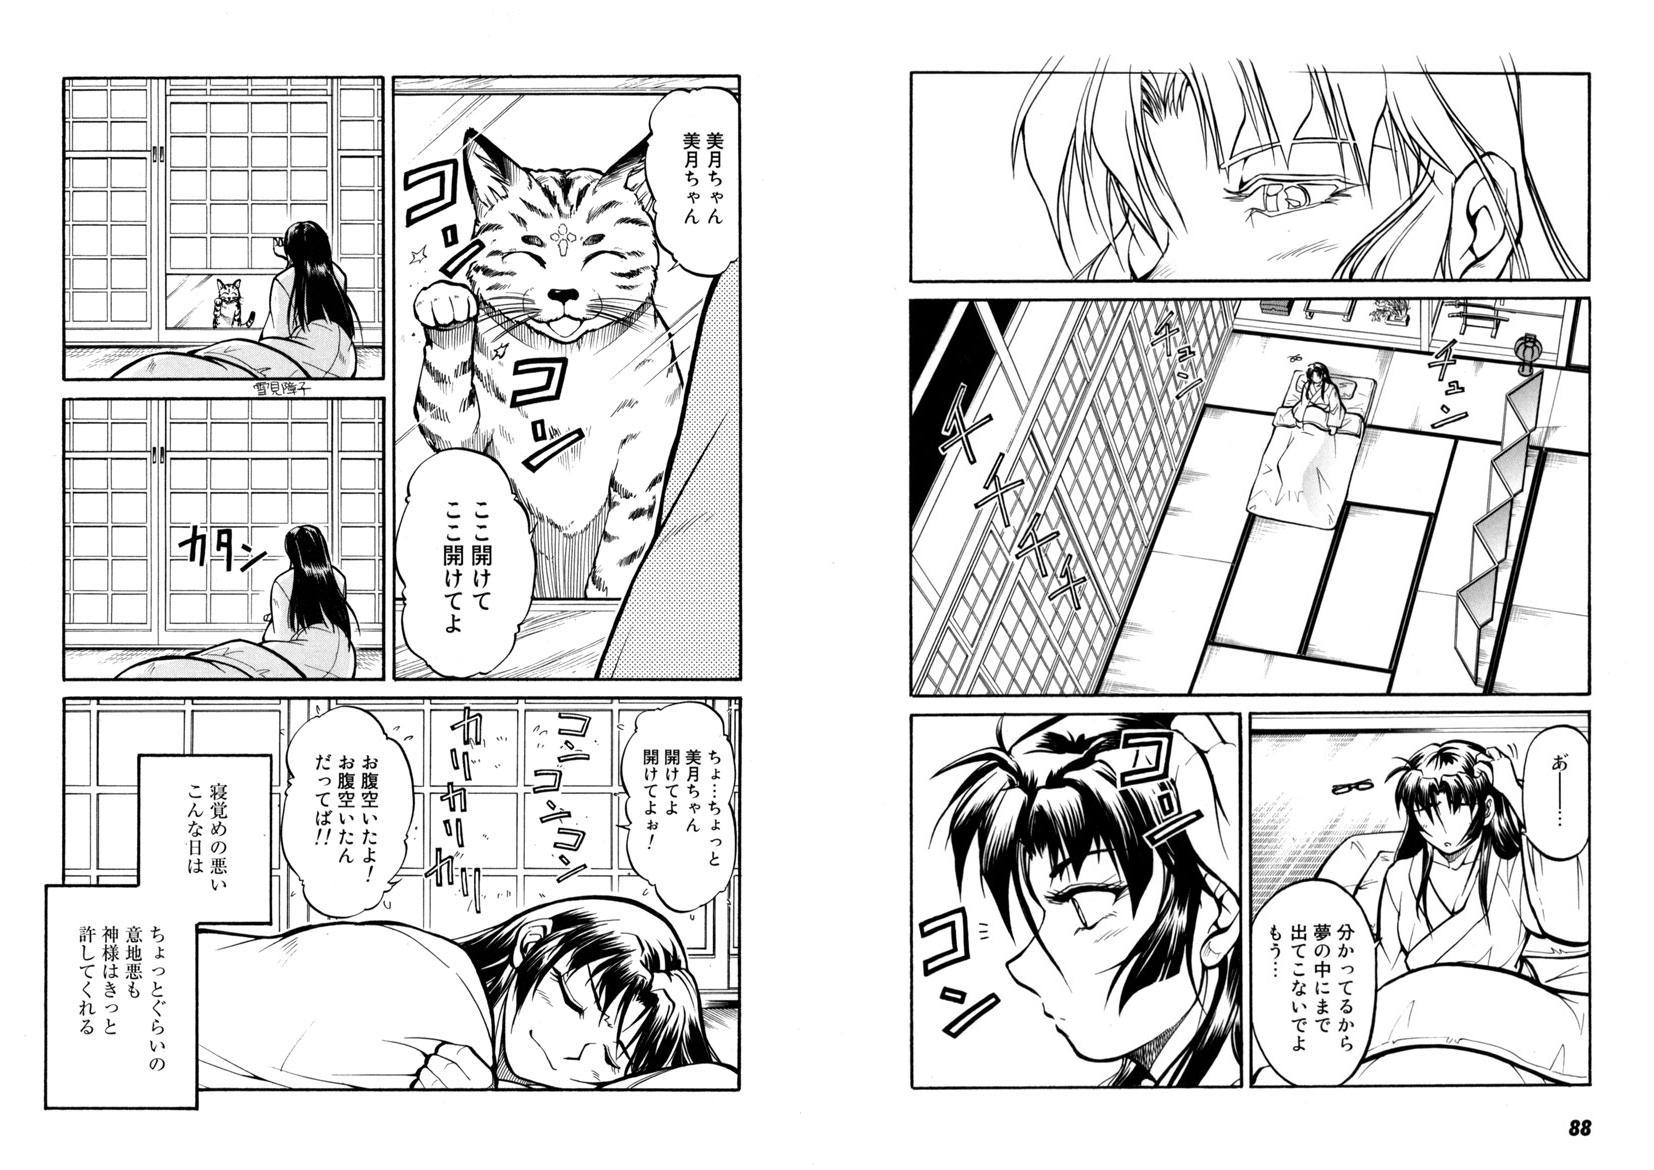 チュン
チュン
チチ
チチ
あ゛ー……
分かってるから
夢の中にまで
出てこないでよ
もう…
コン
コン
88
美月ちゃん
美月ちゃん
コン
コン
ここ開けて
ここ開けてよ
雪見障子
カタン
ちょ…ちょっと
美月ちゃん
開けてよ
開けてよぉ！
コンコンコン
カリカリ
カリカリ
お腹空いたよ！
お腹空いたん
だってば!!
寝覚めの悪い
こんな日は
ちょっとぐらいの
意地悪も
神様はきっと
許してくれる